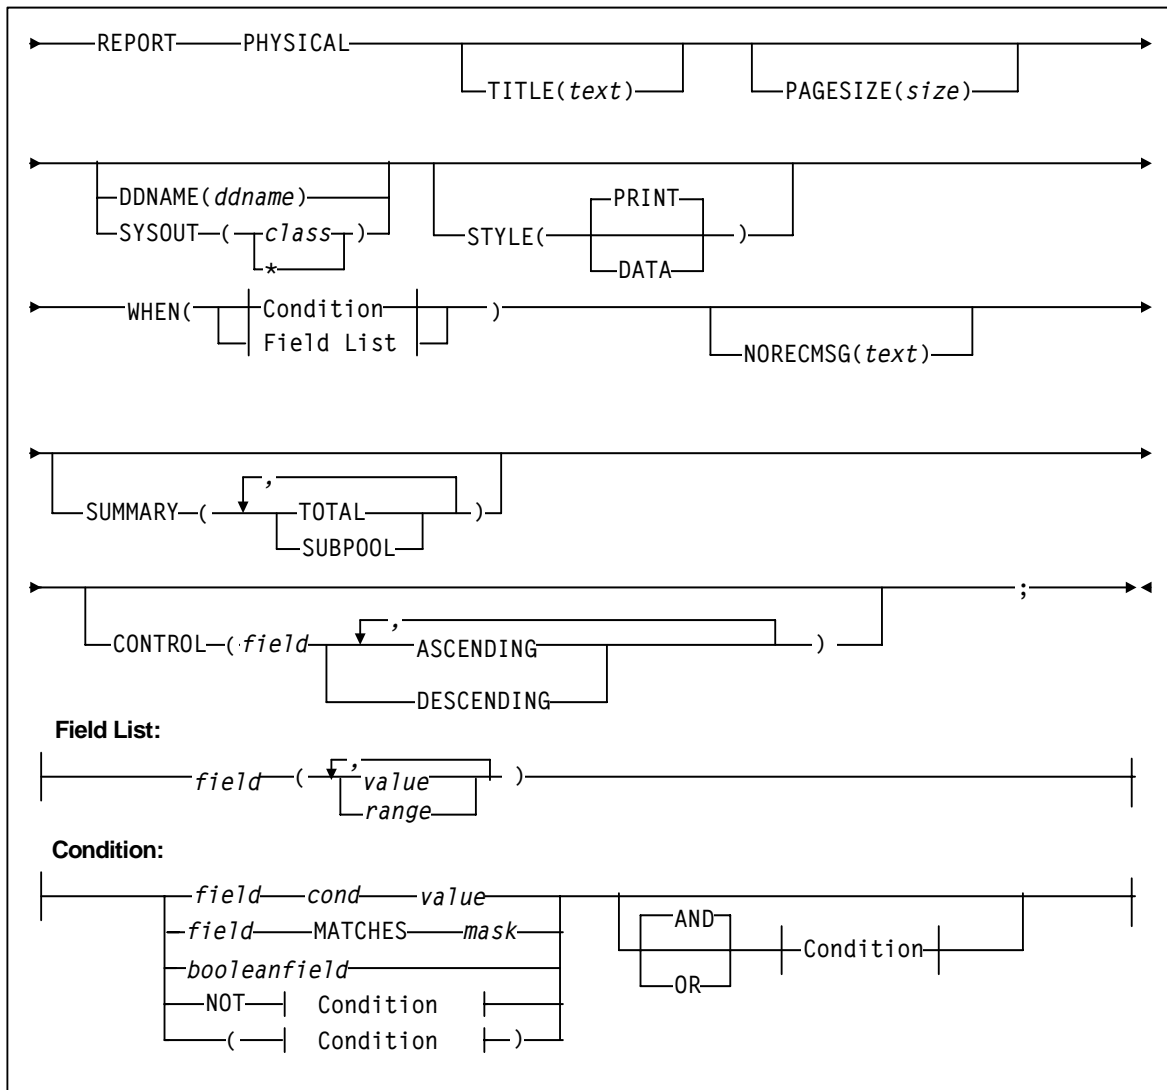 REPORT PHYSICAL
TITLE(text) PAGESIZE(size)
DDNAME(ddname)
SYSOUT ( class )
*
STYLE( PRINT )
DATA
WHEN( Condition )
Field List
NORECMSG(text)
,
SUMMARY ( TOTAL )
SUBPOOL
;
,
CONTROL (field ASCENDING )
DESCENDING
Field List:
,
field ( value )
range
Condition:
field cond value
field MATCHES mask
booleanfield
NOT Condition
( Condition )
AND
OR
Condition